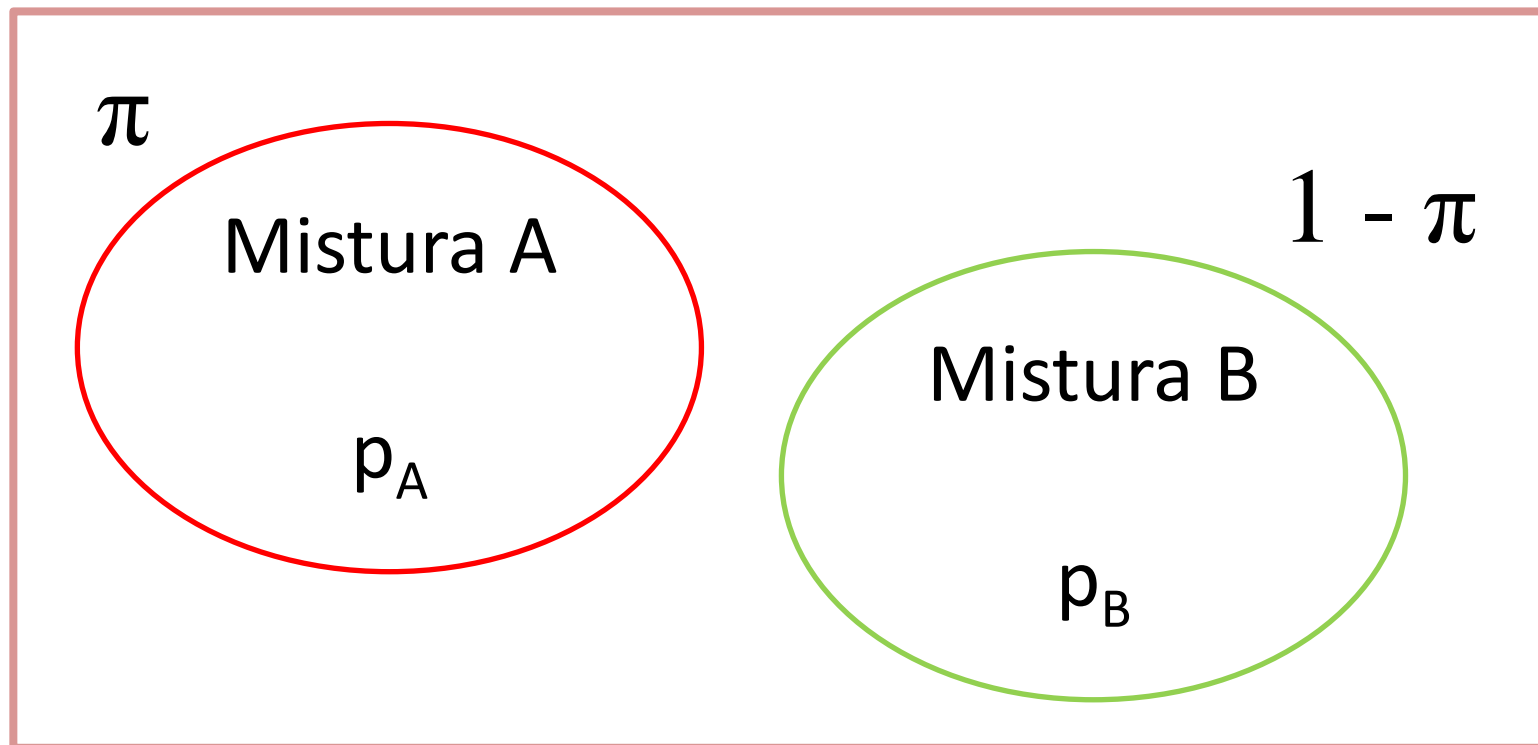 π
Mistura A
p_A
1 - π
Mistura B
p_B